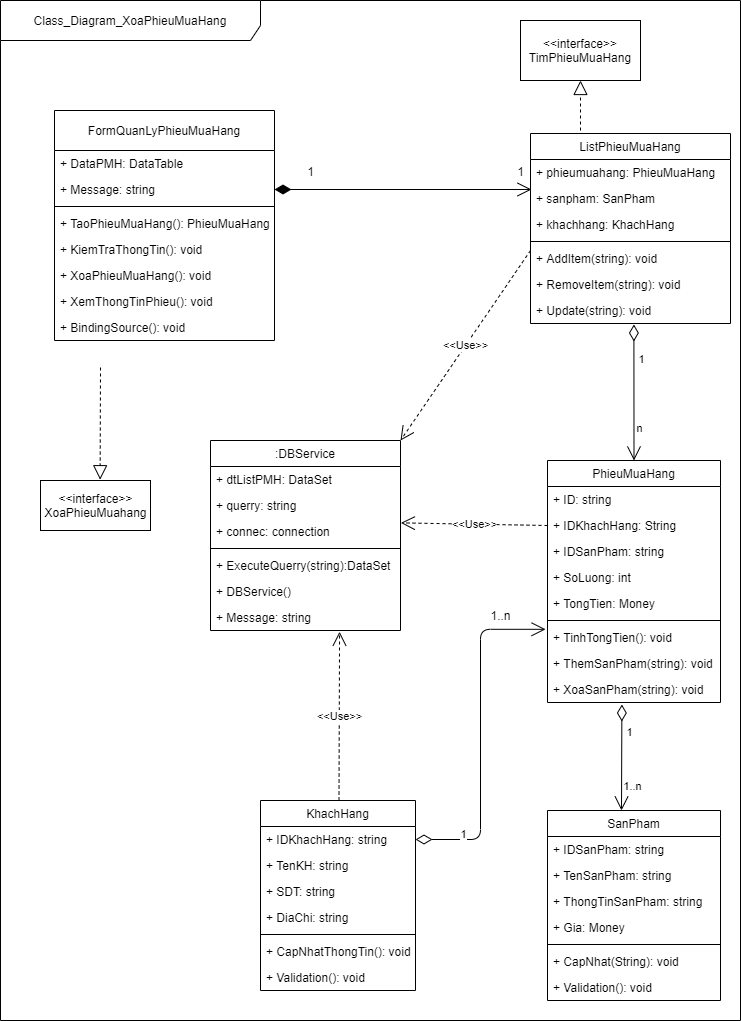 Class_Diagram_XoaPhieuMuaHang
<<interface>>
TimPhieuMuaHang
FormQuanLyPhieuMuaHang
+ DataPMH: DataTable
+ Message: string
+ TaoPhieuMuaHang(): PhieuMuaHang
+ KiemTraThongTin(): void
+ XoaPhieuMuaHang(): void
+ XemThongTinPhieu(): void
+ BindingSource(): void
1
1
ListPhieuMuaHang
+ phieumuahang: PhieuMuaHang
+ sanpham: SanPham
+ khachhang: KhachHang
+ AddItem(string): void
+ RemoveItem(string): void
+ Update(string): void
<<Use>>
1
n
<<interface>>
XoaPhieuMuahang
:DBService
+ dtListPMH: DataSet
+ querry: string
+ connec: connection
+ ExecuteQuerry(string):DataSet
+ DBService()
+ Message: string
<<Use>>
PhieuMuaHang
+ ID: string
+ IDKhachHang: String
+ IDSanPham: string
+ SoLuong: int
+ TongTien: Money
+ TinhTongTien(): void
+ ThemSanPham(string): void
+ XoaSanPham(string): void
1..n
<<Use>>
1
1..n
KhachHang
+ IDKhachHang: string
+ TenKH: string
+ SDT: string
+ DiaChi: string
+ CapNhatThongTin(): void
+ Validation(): void
1
SanPham
+ IDSanPham: string
+ TenSanPham: string
+ ThongTinSanPham: string
+ Gia: Money
+ CapNhat(String): void
+ Validation(): void